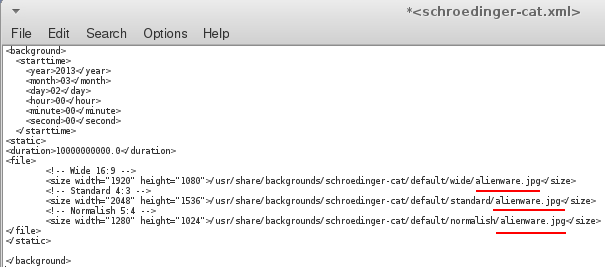 *<schroedinger-cat.xml>
File Edit Search Options Help
<background>
<starttime>
<year>2013</year>
<month>03</month>
<day>02</day>
<hour>00</hour>
<minute>00</minute>
<second>00</second>
</starttime>
<static>
<duration>10000000000.0</duration>
<file>
<!-- Wide 16:9 -->
<size width="1920" height="1080">/usr/share/backgrounds/schroedinger-cat/default/wide/alienware.jpg</size>
<!-- Standard 4:3 -->
<size width="2048" height="1536">/usr/share/backgrounds/schroedinger-cat/default/standard/alienware.jpg</size>
<!-- Normalish 5:4 -->
<size width="1280" height="1024">/usr/share/backgrounds/schroedinger-cat/default/normalish/alienware.jpg</size>
</file>
</static>
</background>